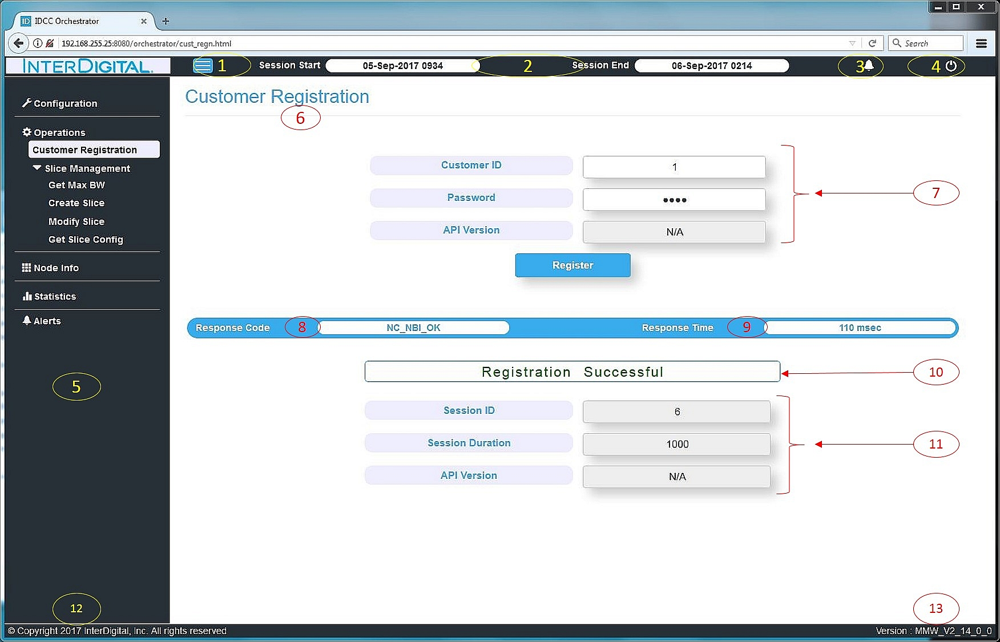 IDCC Orchestrator
192.168.255.25:8080/orchestrator/cust_regn.html
Search
INTERDIGITAL.
1
Session Start
05-Sep-2017 0934
2
Session End
06-Sep-2017 0214
3
4
Configuration
Operations
Customer Registration
Slice Management
Get Max BW
Create Slice
Modify Slice
Get Slice Config
Node Info
Statistics
Alerts
5
Customer Registration
6
Customer ID
1
Password
••••
API Version
N/A
7
Register
Response Code
8
NC_NBI_OK
Response Time
9
110 msec
Registration Successful
10
Session ID
6
Session Duration
1000
API Version
N/A
11
12
13
© Copyright 2017 InterDigital, Inc. All rights reserved
Version : MMW_V2_14_0_0